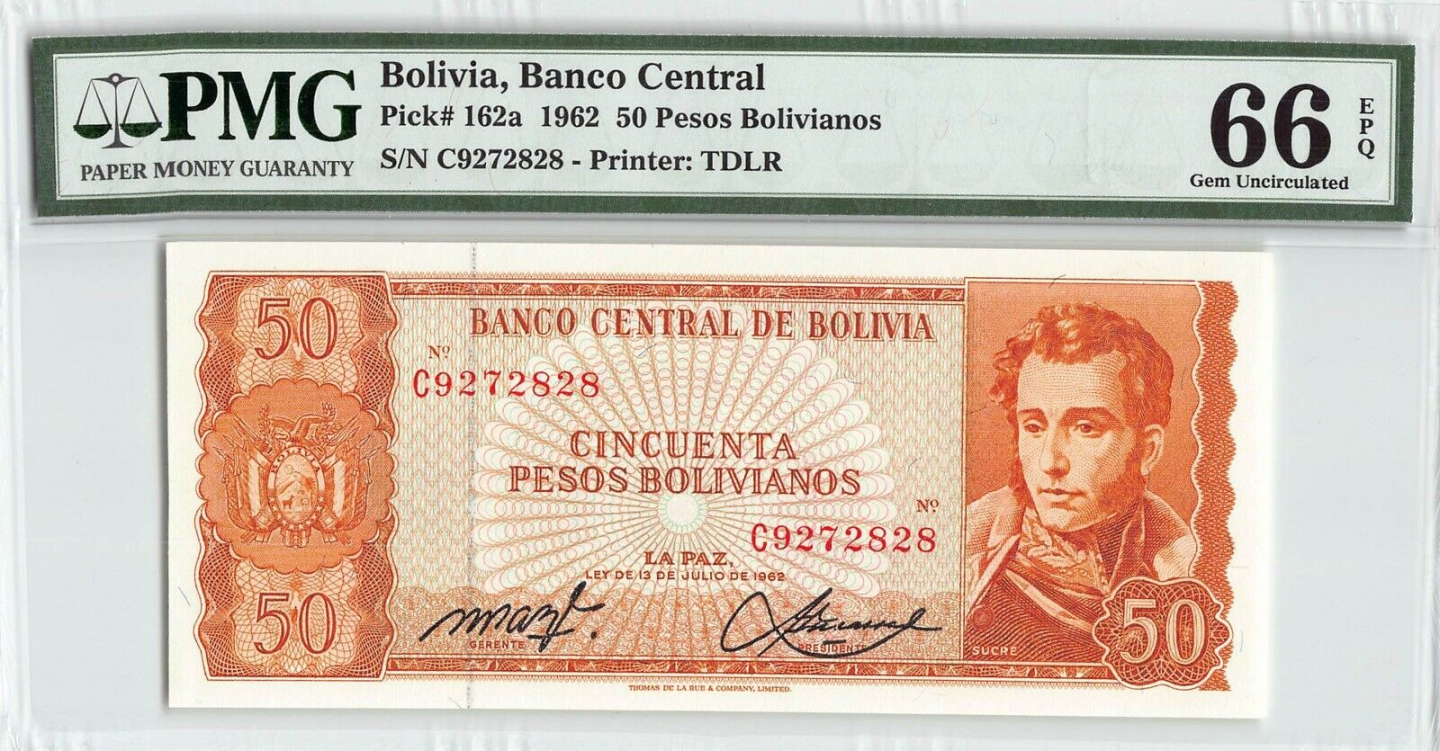 PMG
PAPER MONEY GUARANTY
Bolivia, Banco Central
Pick# 162a 1962 50 Pesos Bolivianos
S/N C9272828 - Printer: TDLR
66
EPQ
Gem Uncirculated
50
BANCO CENTRAL DE BOLIVIA
Nº
C9272828
CINCUENTA
PESOS BOLIVIANOS
Nº
C9272828
LA PAZ,
LEY DE 13 DE JULIO DE 1962
50
GERENTE
PRESIDENTE
SUCRE
50
THOMAS DE LA RUE & COMPANY, LIMITED.